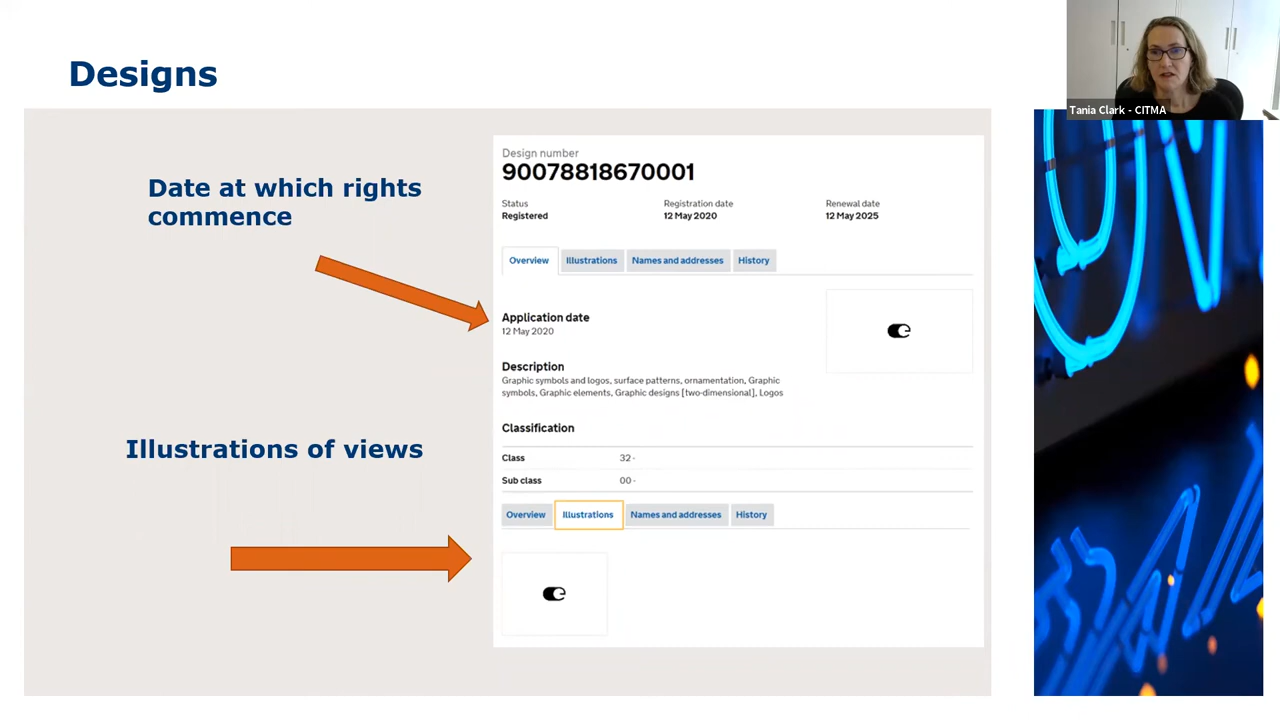 Designs
Tania Clark - CITMA
Date at which rights
commence
Illustrations of views
Design number
90078818670001
Status Registration date Renewal date
Registered 12 May 2020 12 May 2025
Overview Illustrations Names and addresses History
Application date
12 May 2020
Description
Graphic symbols and logos, surface patterns, ornamentation, Graphic
symbols, Graphic elements, Graphic designs [two-dimensional], Logos
Classification
Class 32 -
Sub class 00 -
Overview Illustrations Names and addresses History